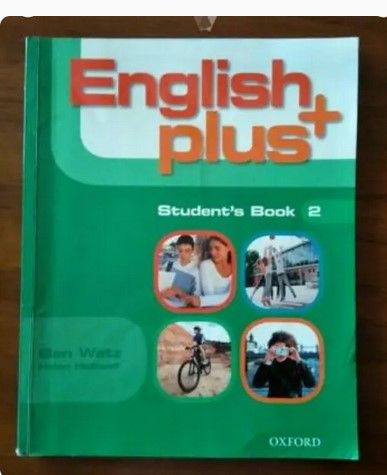 English
plus+
Student's Book 2
Ben Wetz
OXFORD